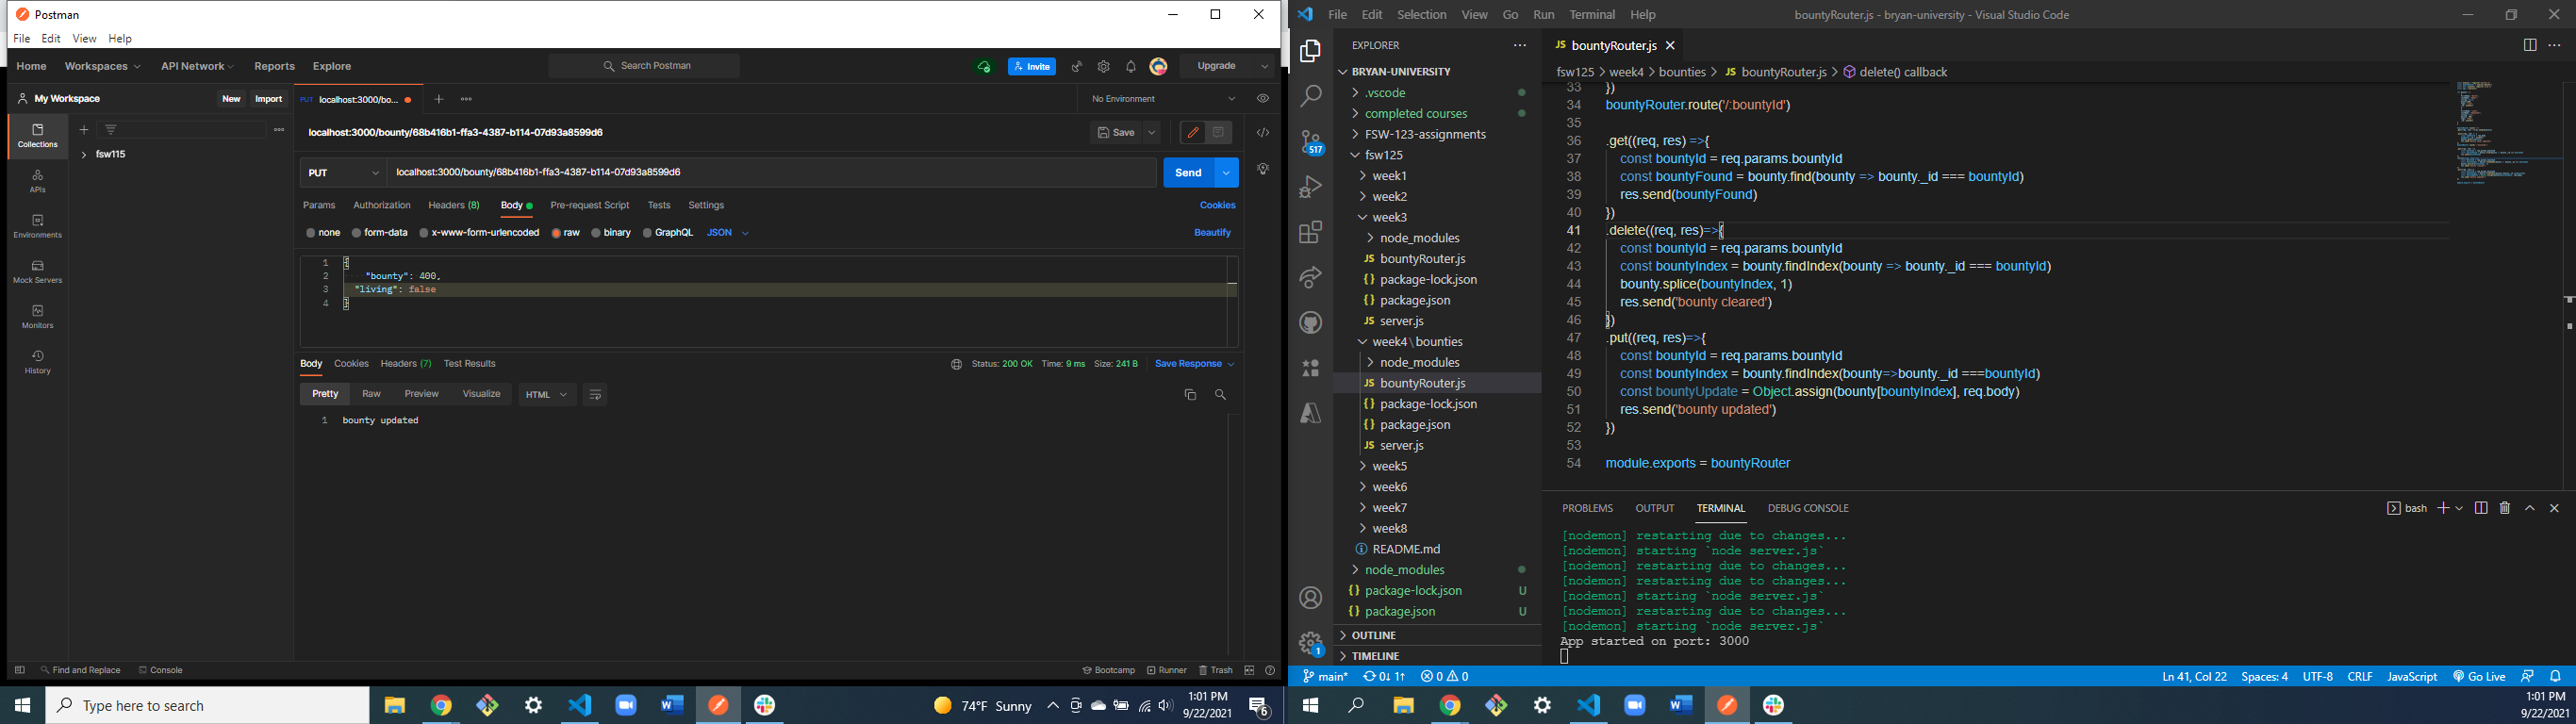 Postman
File Edit View Help
Home Workspaces API Network Reports Explore
Search Postman
Invite
Upgrade
My Workspace
New Import
PUT localhost:3000/bo...
No Environment
Collections
fsw115
APIs
Environments
Mock Servers
Monitors
History
localhost:3000/bounty/68b416b1-ffa3-4387-b114-07d93a8599d6
Save
PUT
localhost:3000/bounty/68b416b1-ffa3-4387-b114-07d93a8599d6
Send
Params Authorization Headers (8) Body Pre-request Script Tests Settings
Cookies
none form-data x-www-form-urlencoded raw binary GraphQL JSON
Beautify
1 {
2 "bounty": 400,
3 "living": false
4 }
Body Cookies Headers (7) Test Results
Status: 200 OK Time: 9 ms Size: 241 B
Save Response
Pretty Raw Preview Visualize HTML
1 bounty updated
Find and Replace Console
Bootcamp Runner Trash
Type here to search
74°F Sunny
1:01 PM
9/22/2021
6
File Edit Selection View Go Run Terminal Help
bountyRouter.js - bryan-university - Visual Studio Code
EXPLORER
517
1
BRYAN-UNIVERSITY
.vscode
completed courses
FSW-123-assignments
fsw125
week1
week2
week3
node_modules
JS bountyRouter.js
{} package-lock.json
{} package.json
JS server.js
week4\bounties
node_modules
JS bountyRouter.js
{} package-lock.json
{} package.json
JS server.js
week5
week6
week7
week8
README.md
node_modules
{} package-lock.json U
{} package.json U
OUTLINE
TIMELINE
JS bountyRouter.js
fsw125 > week4 > bounties > JS bountyRouter.js > delete() callback
33 })
34 bountyRouter.route('/:bountyId')
35
36 .get((req, res) =>{
37 const bountyId = req.params.bountyId
38 const bountyFound = bounty.find(bounty => bounty._id === bountyId)
39 res.send(bountyFound)
40 })
41 .delete((req, res)=>{
42 const bountyId = req.params.bountyId
43 const bountyIndex = bounty.findIndex(bounty => bounty._id === bountyId)
44 bounty.splice(bountyIndex, 1)
45 res.send('bounty cleared')
46 })
47 .put((req, res)=>{
48 const bountyId = req.params.bountyId
49 const bountyIndex = bounty.findIndex(bounty=>bounty._id ===bountyId)
50 const bountyUpdate = Object.assign(bounty[bountyIndex], req.body)
51 res.send('bounty updated')
52 })
53
54 module.exports = bountyRouter
PROBLEMS OUTPUT TERMINAL DEBUG CONSOLE
bash
[nodemon] restarting due to changes...
[nodemon] starting `node server.js`
[nodemon] restarting due to changes...
[nodemon] restarting due to changes...
[nodemon] starting `node server.js`
[nodemon] restarting due to changes...
[nodemon] starting `node server.js`
App started on port: 3000
main* 0↓ 1↑ 0 0
Ln 41, Col 22 Spaces: 4 UTF-8 CRLF JavaScript Go Live
1:01 PM
9/22/2021